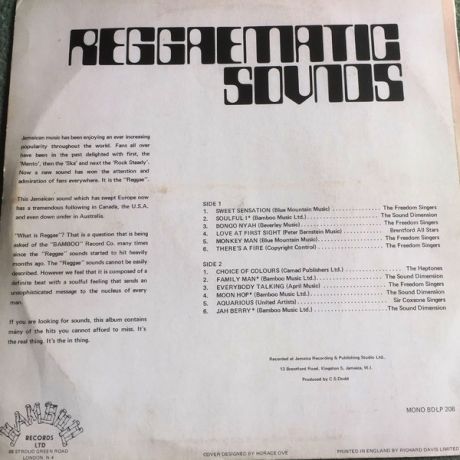 REGGAEMATIC
SOUNDS
Jamaican music has been enjoying an ever increasing
popularity throughout the world. Fans all over
have been in the past delighted with first, the
'Mento', then the 'Ska' and next the 'Rock Steady'.
Now a new sound has won the attention and
admiration of fans everywhere. It is the "Reggae".
This Jamaican sound which has swept Europe now
has a tremendous following in Canada, the U.S.A.
and even down under in Australia.
"What is Reggae"? That is a question that is being
asked of the "BAMBOO" Record Co. many times
since the "Reggae" sounds started to hit heavily
months ago. The "Reggae" sounds cannot be easily
described. However we feel that it is composed of a
definite beat with a soulful feeling that sends an
unsophisticated message to the nucleus of every
man.
If you are looking for sounds, this album contains
many of the hits you cannot afford to miss. It's
the real thing. It's the in thing.
SIDE 1
1. SWEET SENSATION (Blue Mountain Music) The Freedom Singers
2. SOULFUL I* (Bamboo Music Ltd.) The Sound Dimension
3. BONGO NYAH (Beverley Music) The Freedom Singers
4. LOVE AT FIRST SIGHT (Peter Bernstein Music) Brentford All Stars
5. MONKEY MAN (Blue Mountain Music) The Freedom Singers
6. THERE'S A FIRE (Copyright Control) The Freedom Singers
SIDE 2
1. CHOICE OF COLOURS (Camad Publishers Ltd.) The Heptones
2. FAMILY MAN* (Bamboo Music Ltd.) The Sound Dimension
3. EVERYBODY TALKING (April Music) The Freedom Singers
4. MOON HOP* (Bamboo Music Ltd.) The Sound Dimension
5. AQUARIOUS (United Artists) Sir Coxsone Singers
6. JAH BERRY* (Bamboo Music Ltd.) The Sound Dimension
Recorded at Jamaica Recording & Publishing Studio Ltd.,
13 Brentford Road, Kingston 5, Jamaica, W.I.
Produced by C S Dodd
MONO BDLP 206
BAMBOO
RECORDS
LTD
88 STROUD GREEN ROAD
LONDON N 4
COVER DESIGNED BY HORACE OVE
PRINTED IN ENGLAND BY RICHARD DAVIS LIMITED